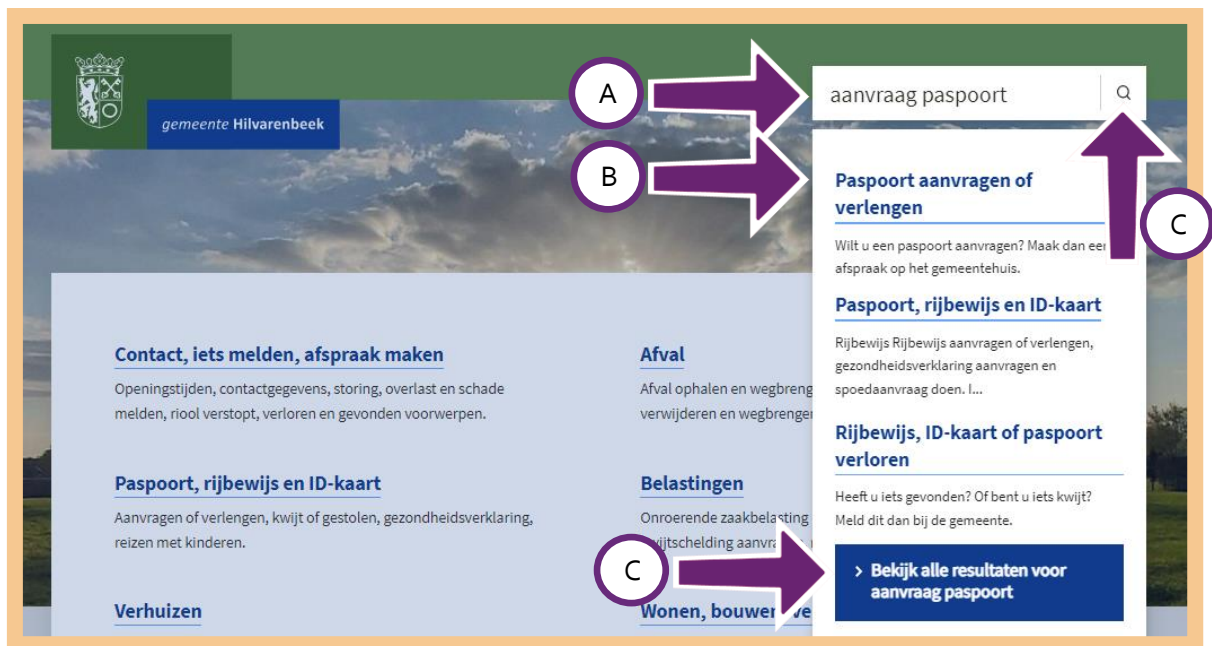 gemeente Hilvarenbeek
A
aanvraag paspoort
B
C
Paspoort aanvragen of
verlengen
Wilt u een paspoort aanvragen? Maak dan een
afspraak op het gemeentehuis.
Paspoort, rijbewijs en ID-kaart
Rijbewijs Rijbewijs aanvragen of verlengen,
gezondheidsverklaring aanvragen en
spoedaanvraag doen. I...
Rijbewijs, ID-kaart of paspoort
verloren
Heeft u iets gevonden? Of bent u iets kwijt?
Meld dit dan bij de gemeente.
C
Bekijk alle resultaten voor
aanvraag paspoort
Contact, iets melden, afspraak maken
Openingstijden, contactgegevens, storing, overlast en schade
melden, riool verstopt, verloren en gevonden voorwerpen.
Afval
Afval ophalen en wegbreng
verwijderen en wegbrenge
Paspoort, rijbewijs en ID-kaart
Aanvragen of verlengen, kwijt of gestolen, gezondheidsverklaring,
reizen met kinderen.
Belastingen
Onroerende zaakbelasting
Verhuizen
Wonen, bouwen